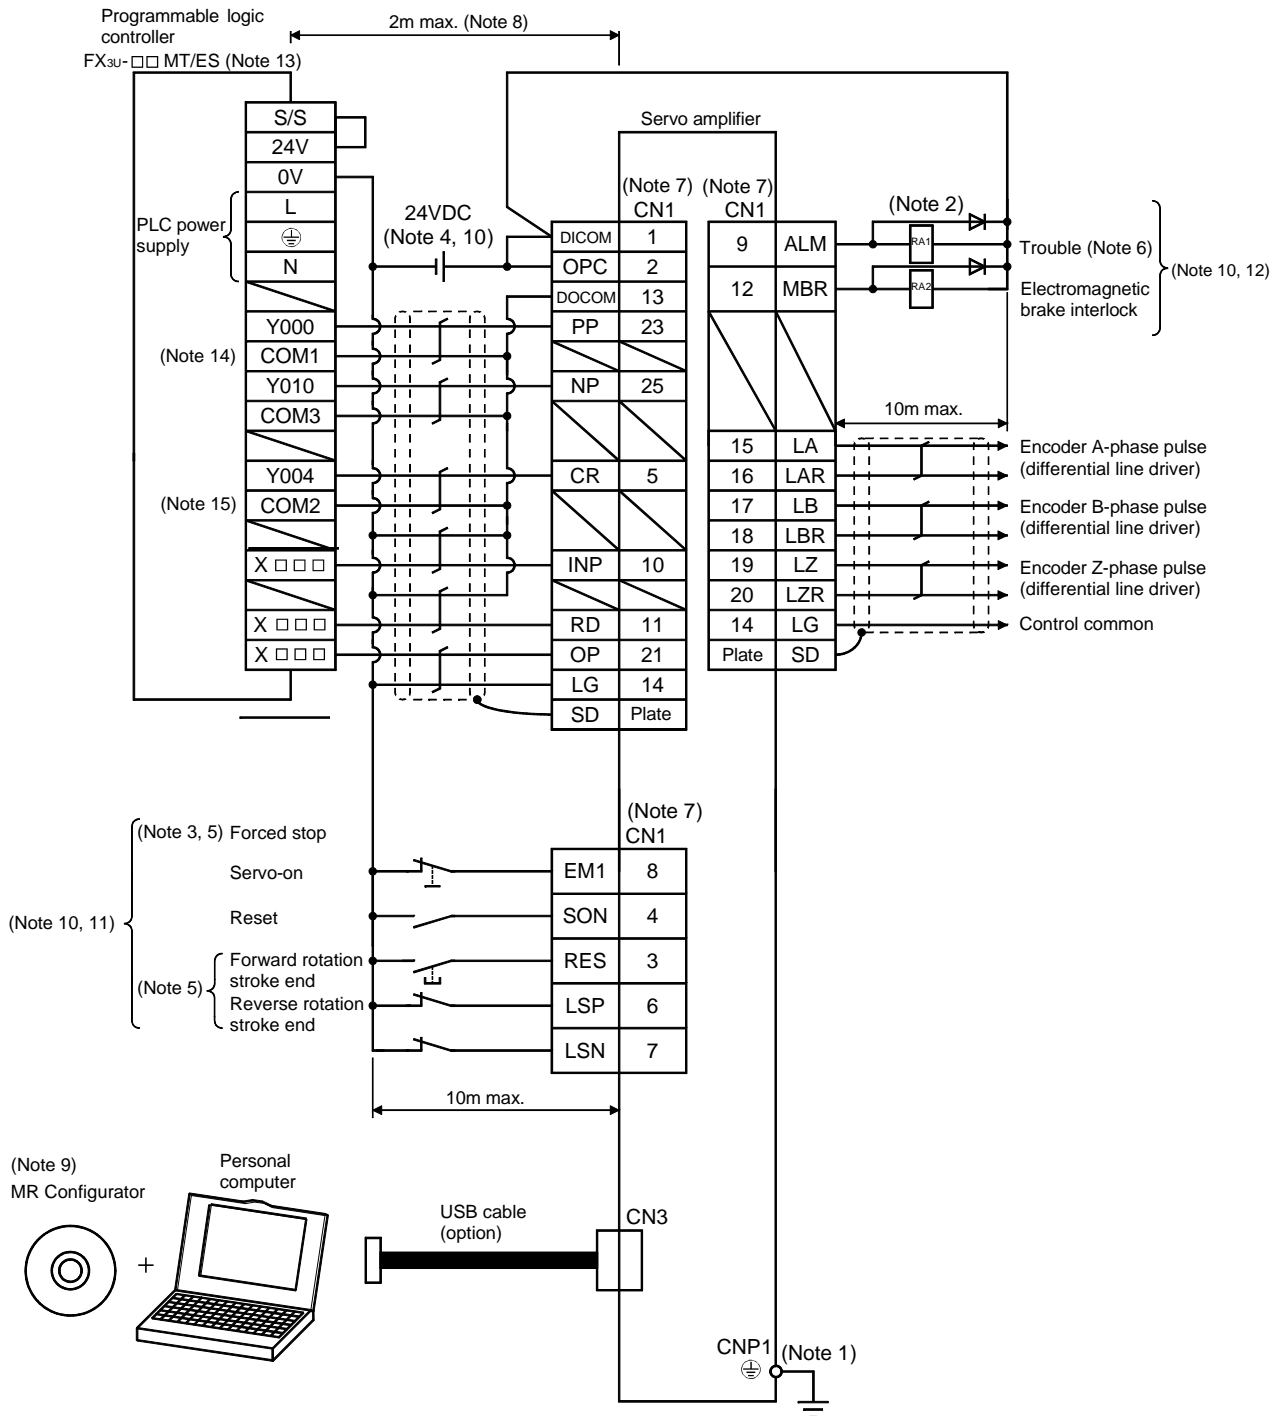 Programmable logic
controller
FX3U-□□ MT/ES (Note 13)
2m max. (Note 8)
Servo amplifier
S/S
24V
0V
L
N
PLC power
supply
Y000
(Note 14) COM1
Y010
COM3
Y004
(Note 15) COM2
X □□□
X □□□
X □□□
24VDC
(Note 4, 10)
(Note 7)
CN1
DICOM 1
OPC 2
DOCOM 13
PP 23
NP 25
CR 5
INP 10
RD 11
OP 21
LG 14
SD Plate
(Note 7)
CN1
9 ALM
12 MBR
15 LA
16 LAR
17 LB
18 LBR
19 LZ
20 LZR
14 LG
Plate SD
(Note 2)
RA1
RA2
Trouble (Note 6)
Electromagnetic
brake interlock
(Note 10, 12)
10m max.
Encoder A-phase pulse
(differential line driver)
Encoder B-phase pulse
(differential line driver)
Encoder Z-phase pulse
(differential line driver)
Control common
(Note 10, 11)
(Note 3, 5) Forced stop
Servo-on
Reset
(Note 5)
Forward rotation
stroke end
Reverse rotation
stroke end
(Note 7)
CN1
EM1 8
SON 4
RES 3
LSP 6
LSN 7
10m max.
(Note 9)
MR Configurator
+
Personal
computer
USB cable
(option)
CN3
CNP1
(Note 1)